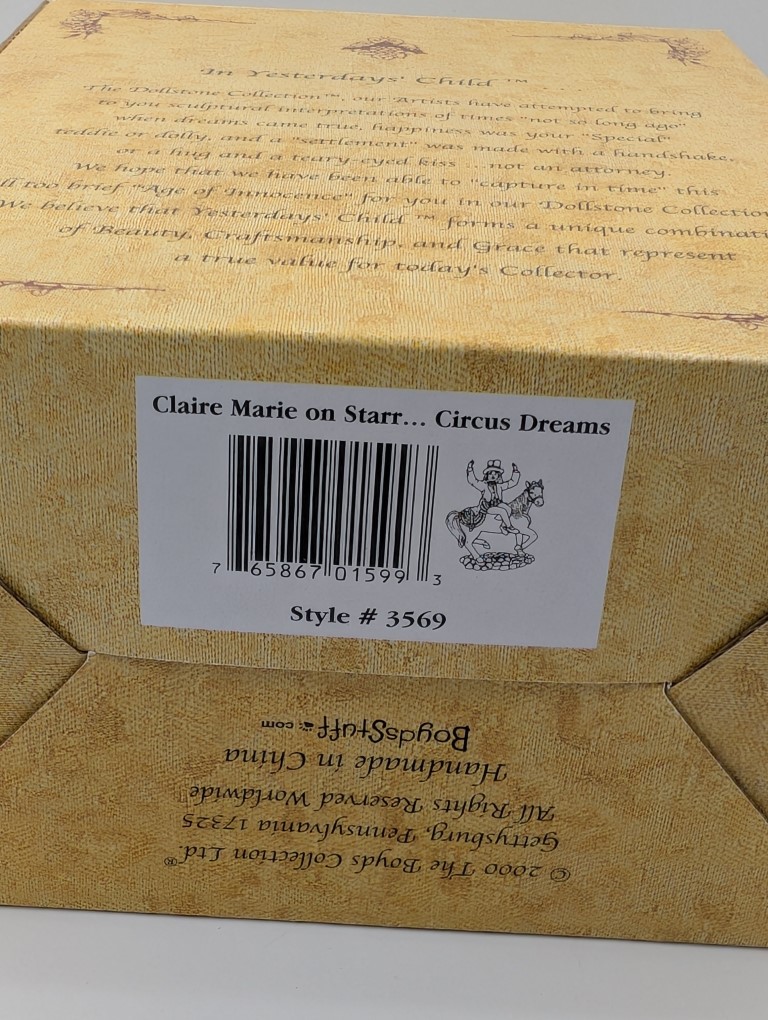 In Yesterdays' Child ™ ...
The Dollstone Collection™, our Artists have attempted to bring
to you sculptural interpretations of times "not so long ago"
when dreams came true, happiness was your "Special"
teddie or dolly, and a "settlement" was made with a handshake,
or a hug and a teary-eyed kiss ... not an attorney.
We hope that we have been able to "capture in time" this
all too brief "Age of Innocence" for you in our Dollstone Collection
We believe that Yesterdays' Child ™ forms a unique combinati
of Beauty, Craftsmanship, and Grace that represent
a true value for today's Collector.
Claire Marie on Starr... Circus Dreams
7 65867 01599 3
Style # 3569
© 2000 The Boyds Collection Ltd.®
Gettysburg, Pennsylvania 17325
All Rights Reserved Worldwide
Handmade in China
BoydsStuff.com